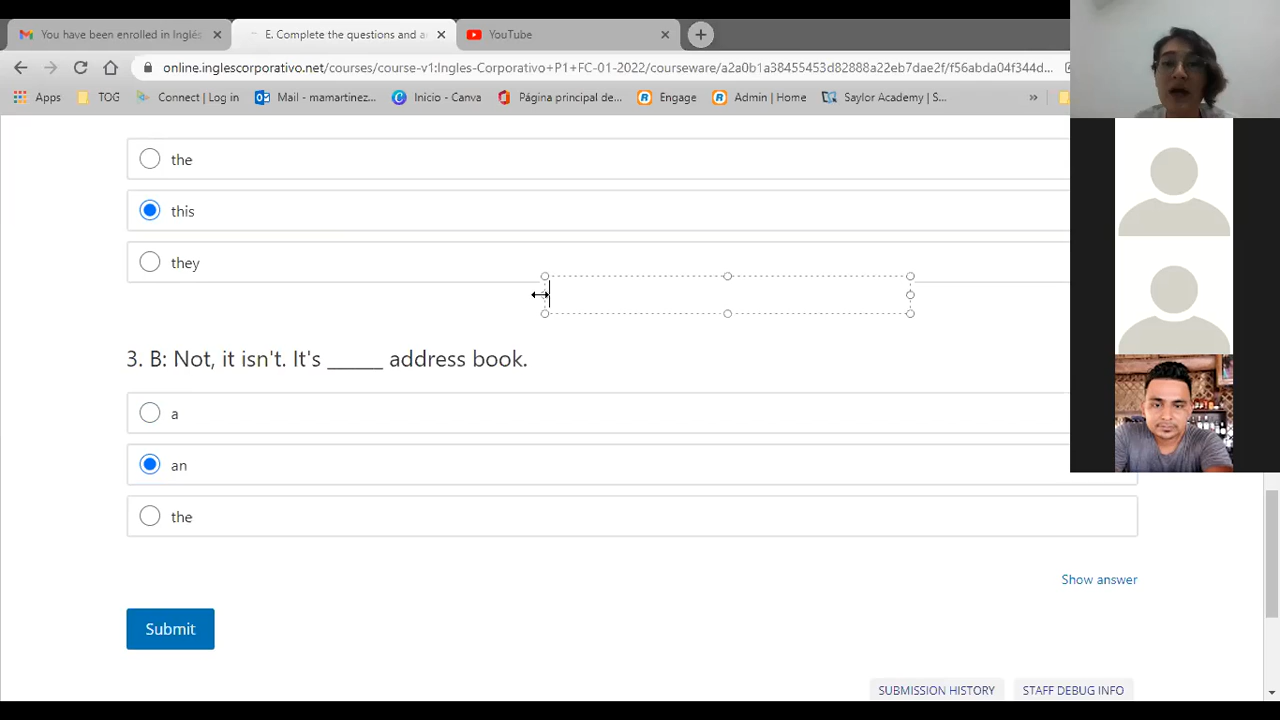 You have been enrolled in Inglés
E. Complete the questions and a
YouTube
online.inglescorporativo.net/courses/course-v1:Ingles-Corporativo+P1+FC-01-2022/courseware/a2a0b1a38455453d82888a22eb7dae2f/f56abda04f344d...
Apps
TOG
Connect | Log in
Mail - mamartinez...
Inicio - Canva
Página principal de...
Engage
Admin | Home
Saylor Academy | S...
»
the
this
they
3. B: Not, it isn't. It's ______ address book.
a
an
the
Show answer
Submit
SUBMISSION HISTORY
STAFF DEBUG INFO